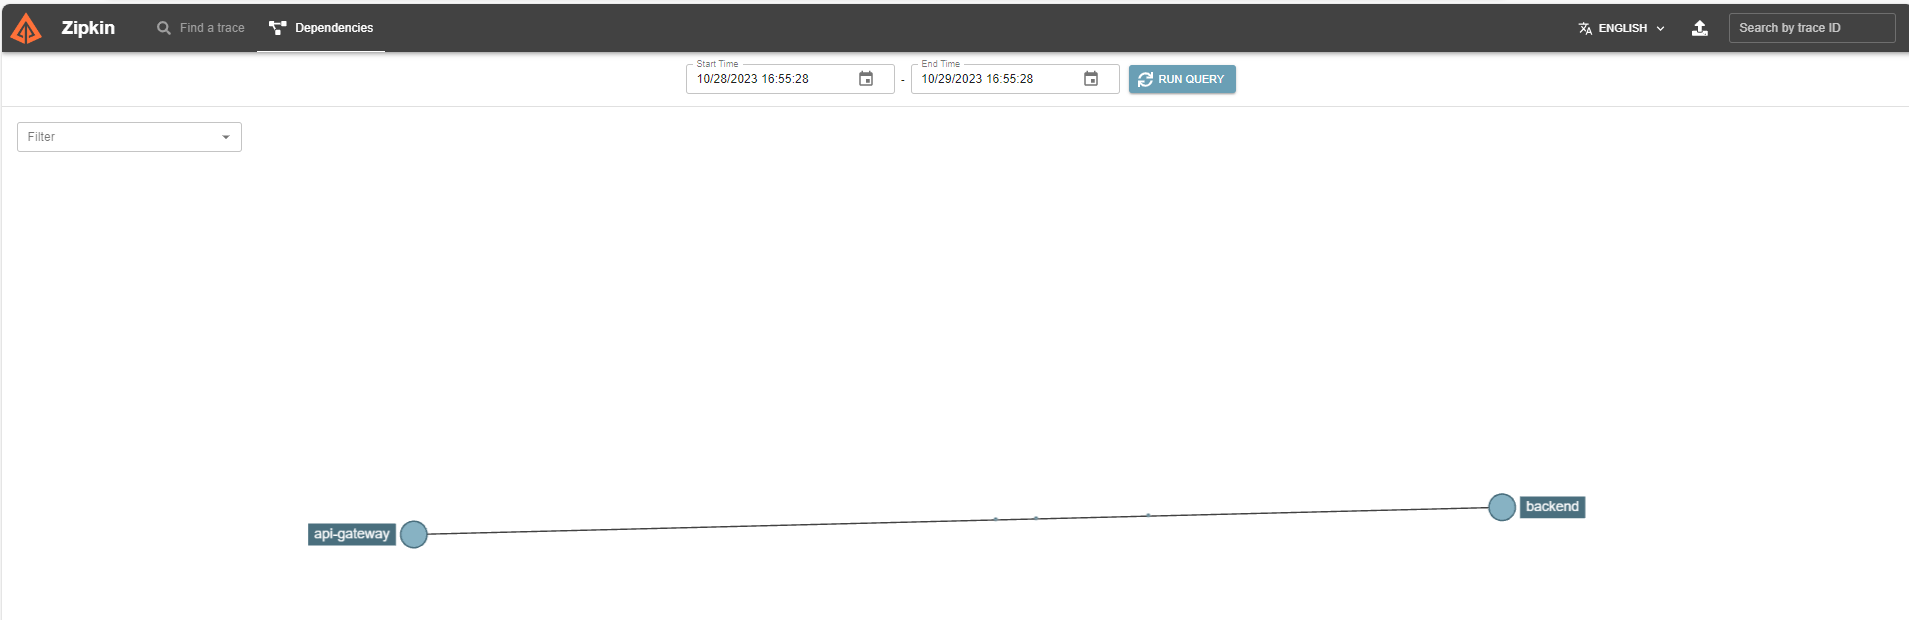 Zipkin
Find a trace
Dependencies
ENGLISH
Search by trace ID
Start Time
10/28/2023 16:55:28
-
End Time
10/29/2023 16:55:28
RUN QUERY
Filter
backend
api-gateway